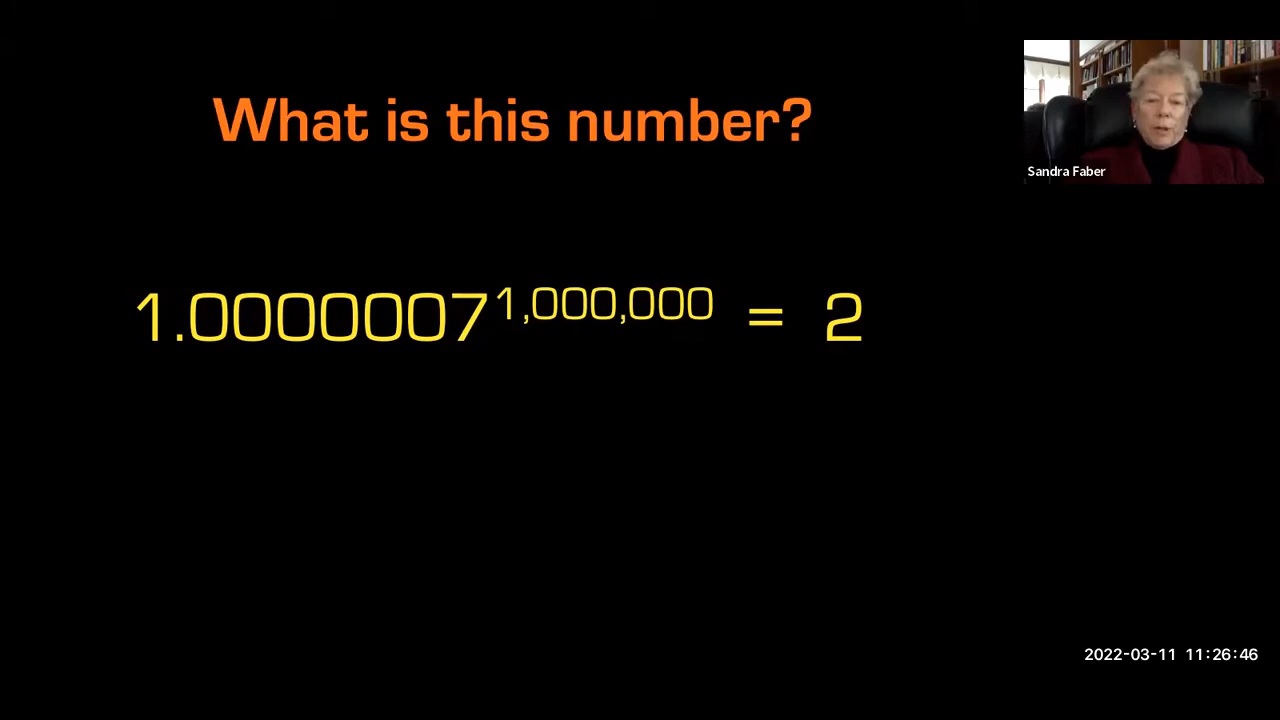 What is this number?
Sandra Faber
1.0000007^1,000,000 = 2
2022-03-11 11:26:46